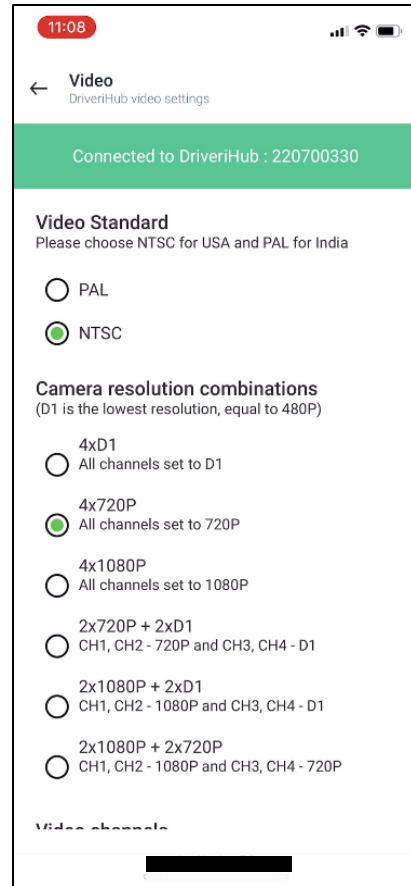 11:08
Video
DriveriHub video settings
Connected to DriveriHub : 220700330
Video Standard
Please choose NTSC for USA and PAL for India
PAL
NTSC
Camera resolution combinations
(D1 is the lowest resolution, equal to 480P)
4xD1
All channels set to D1
4x720P
All channels set to 720P
4x1080P
All channels set to 1080P
2x720P + 2xD1
CH1, CH2 - 720P and CH3, CH4 - D1
2x1080P + 2xD1
CH1, CH2 - 1080P and CH3, CH4 - D1
2x1080P + 2x720P
CH1, CH2 - 1080P and CH3, CH4 - 720P
Video channels